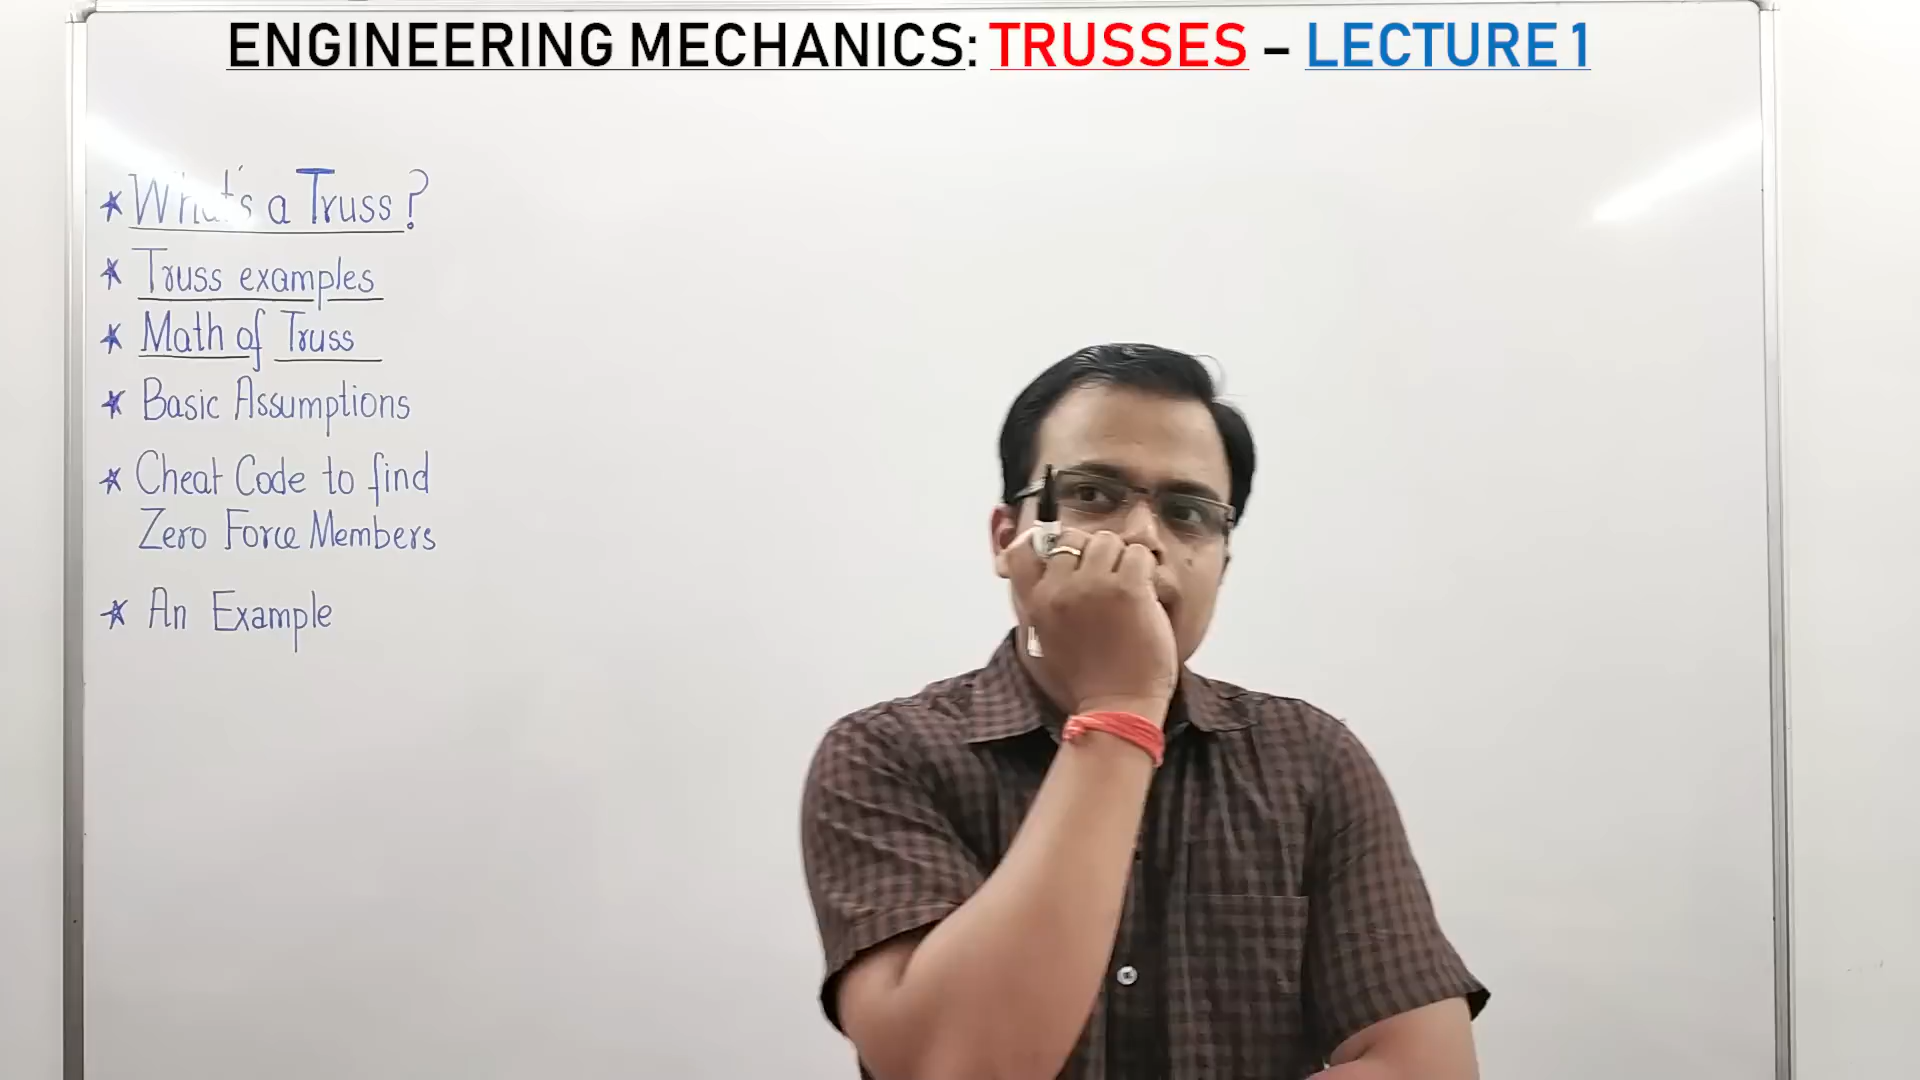 ENGINEERING MECHANICS: TRUSSES – LECTURE 1
* What's a Truss?
* Truss examples
* Math of Truss
* Basic Assumptions
* Cheat Code to find
Zero Force Members
* An Example